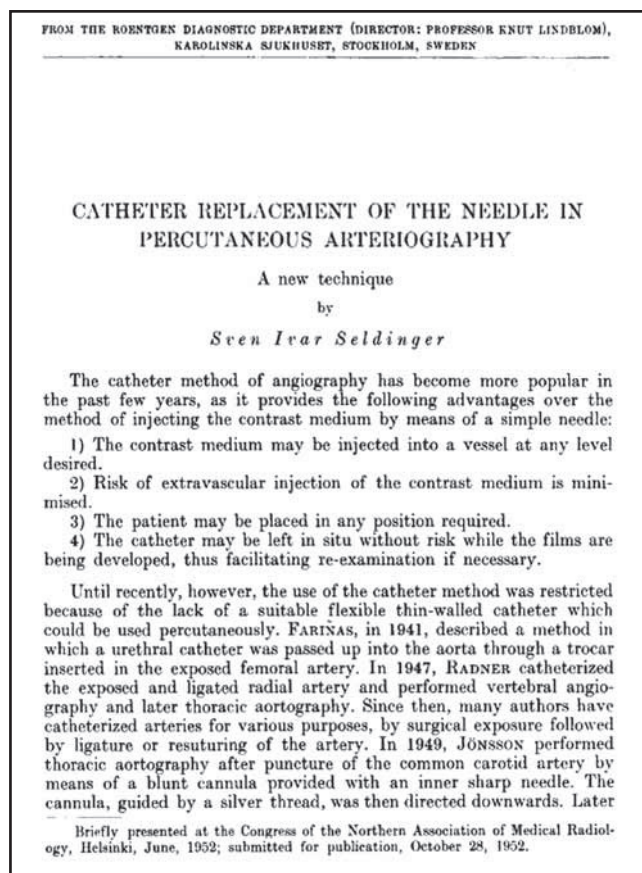 FROM THE ROENTGEN DIAGNOSTIC DEPARTMENT (DIRECTOR: PROFESSOR KNUT LINDBLOM),
KAROLINSKA SJUKHUSET, STOCKHOLM, SWEDEN
CATHETER REPLACEMENT OF THE NEEDLE IN
PERCUTANEOUS ARTERIOGRAPHY
A new technique
by
Sven Ivar Seldinger
The catheter method of angiography has become more popular in
the past few years, as it provides the following advantages over the
method of injecting the contrast medium by means of a simple needle:
1) The contrast medium may be injected into a vessel at any level
desired.
2) Risk of extravascular injection of the contrast medium is mini-
mised.
3) The patient may be placed in any position required.
4) The catheter may be left in situ without risk while the films are
being developed, thus facilitating re-examination if necessary.
Until recently, however, the use of the catheter method was restricted
because of the lack of a suitable flexible thin-walled catheter which
could be used percutaneously. FARIÑAS, in 1941, described a method in
which a urethral catheter was passed up into the aorta through a trocar
inserted in the exposed femoral artery. In 1947, RADNER catheterized
the exposed and ligated radial artery and performed vertebral angio-
graphy and later thoracic aortography. Since then, many authors have
catheterized arteries for various purposes, by surgical exposure followed
by ligature or resuturing of the artery. In 1949, JÖNSSON performed
thoracic aortography after puncture of the common carotid artery by
means of a blunt cannula provided with an inner sharp needle. The
cannula, guided by a silver thread, was then directed downwards. Later
Briefly presented at the Congress of the Northern Association of Medical Radiol-
ogy, Helsinki, June, 1952; submitted for publication, October 28, 1952.